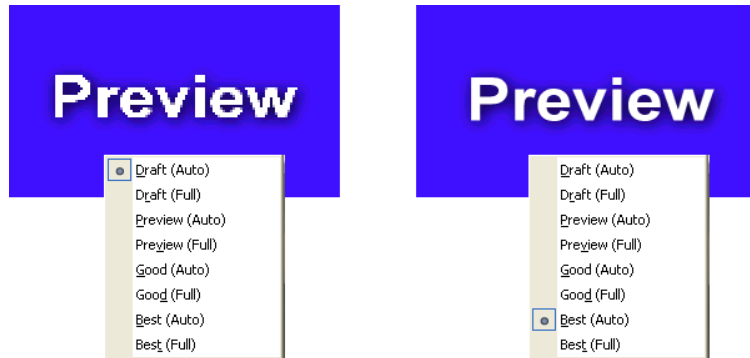 Preview
Draft (Auto)
Draft (Full)
Preview (Auto)
Preview (Full)
Good (Auto)
Good (Full)
Best (Auto)
Best (Full)
Preview
Draft (Auto)
Draft (Full)
Preview (Auto)
Preview (Full)
Good (Auto)
Good (Full)
Best (Auto)
Best (Full)